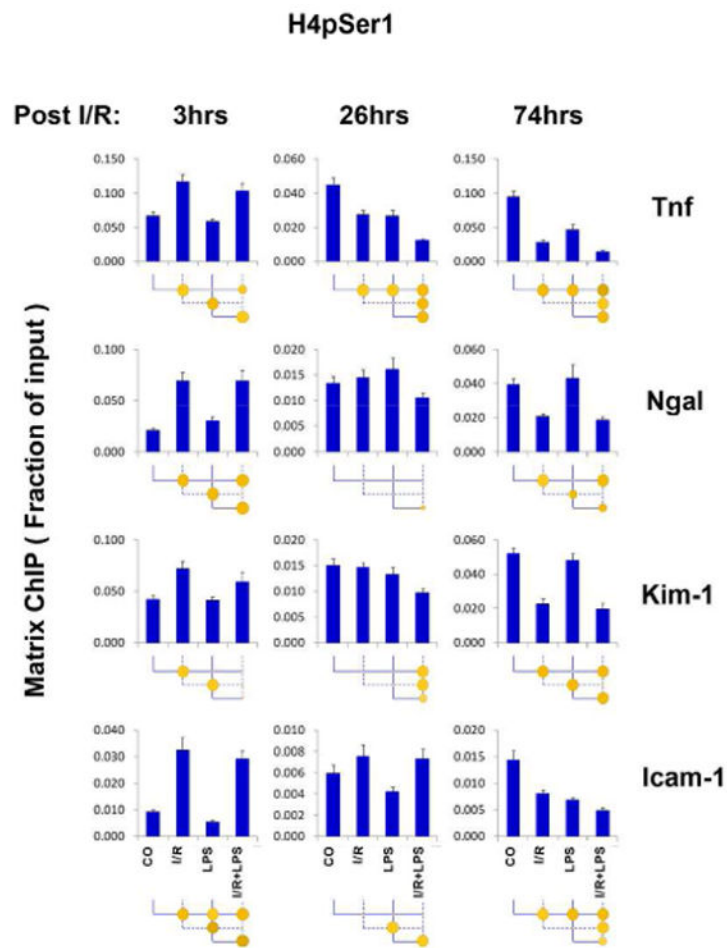 H4pSer1
Post I/R: 3hrs 26hrs 74hrs
Matrix ChIP ( Fraction of input )
0.150 0.060 0.150
0.100 0.040 0.100
0.050 0.020 0.050
0.000 0.000 0.000
Tnf
0.100 0.020 0.060
0.015
0.050 0.010 0.040
0.005 0.020
0.000 0.000 0.000
Ngal
0.100 0.020 0.060
0.015 0.040
0.050 0.010
0.005 0.020
0.000 0.000 0.000
Kim-1
0.040 0.010 0.020
0.030 0.008 0.015
0.020 0.006 0.010
0.010 0.004 0.005
0.002
0.000 0.000 0.000
Icam-1
CO I/R LPS I/R+LPS CO I/R LPS I/R+LPS CO I/R LPS I/R+LPS